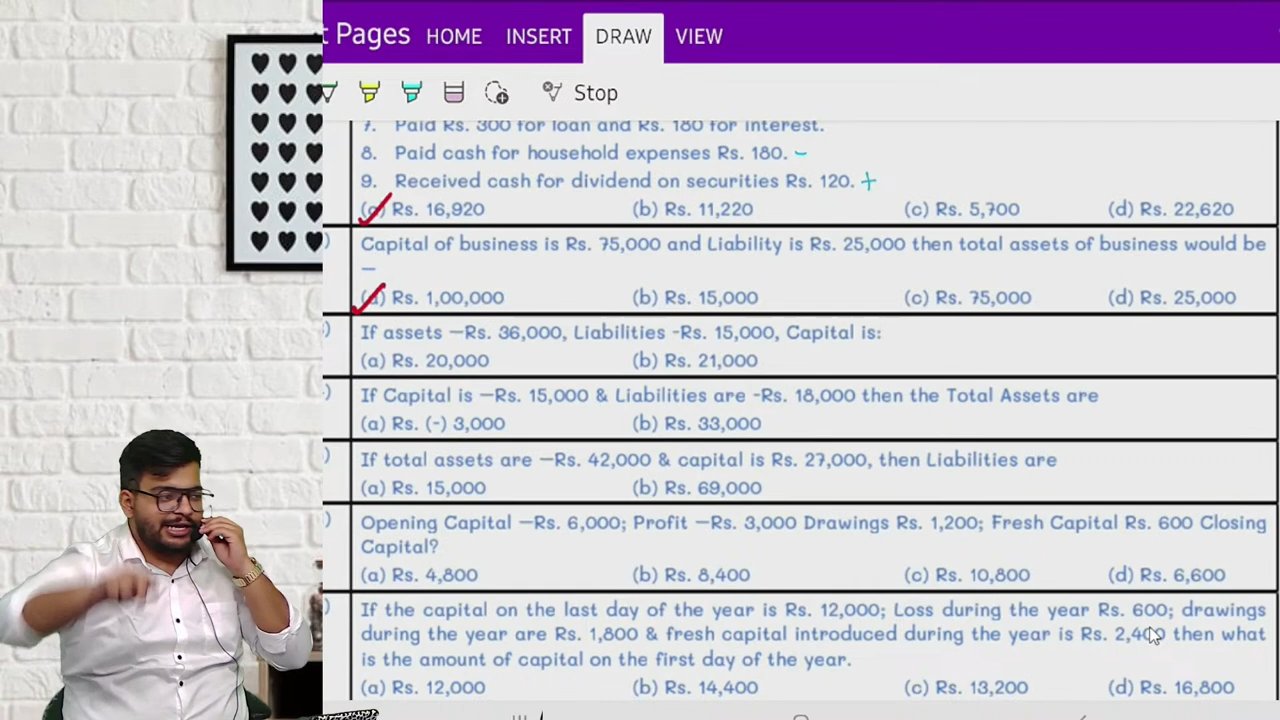 t Pages HOME INSERT DRAW VIEW
Stop
7. Paid Rs. 300 for loan and Rs. 180 for interest.
8. Paid cash for household expenses Rs. 180. -
9. Received cash for dividend on securities Rs. 120. +
(a) Rs. 16,920 (b) Rs. 11,220 (c) Rs. 5,700 (d) Rs. 22,620
) Capital of business is Rs. 75,000 and Liability is Rs. 25,000 then total assets of business would be
—
(a) Rs. 1,00,000 (b) Rs. 15,000 (c) Rs. 75,000 (d) Rs. 25,000
) If assets —Rs. 36,000, Liabilities -Rs. 15,000, Capital is:
(a) Rs. 20,000 (b) Rs. 21,000
) If Capital is —Rs. 15,000 & Liabilities are -Rs. 18,000 then the Total Assets are
(a) Rs. (-) 3,000 (b) Rs. 33,000
) If total assets are —Rs. 42,000 & capital is Rs. 27,000, then Liabilities are
(a) Rs. 15,000 (b) Rs. 69,000
) Opening Capital —Rs. 6,000; Profit —Rs. 3,000 Drawings Rs. 1,200; Fresh Capital Rs. 600 Closing
Capital?
(a) Rs. 4,800 (b) Rs. 8,400 (c) Rs. 10,800 (d) Rs. 6,600
) If the capital on the last day of the year is Rs. 12,000; Loss during the year Rs. 600; drawings
during the year are Rs. 1,800 & fresh capital introduced during the year is Rs. 2,400 then what
is the amount of capital on the first day of the year.
(a) Rs. 12,000 (b) Rs. 14,400 (c) Rs. 13,200 (d) Rs. 16,800